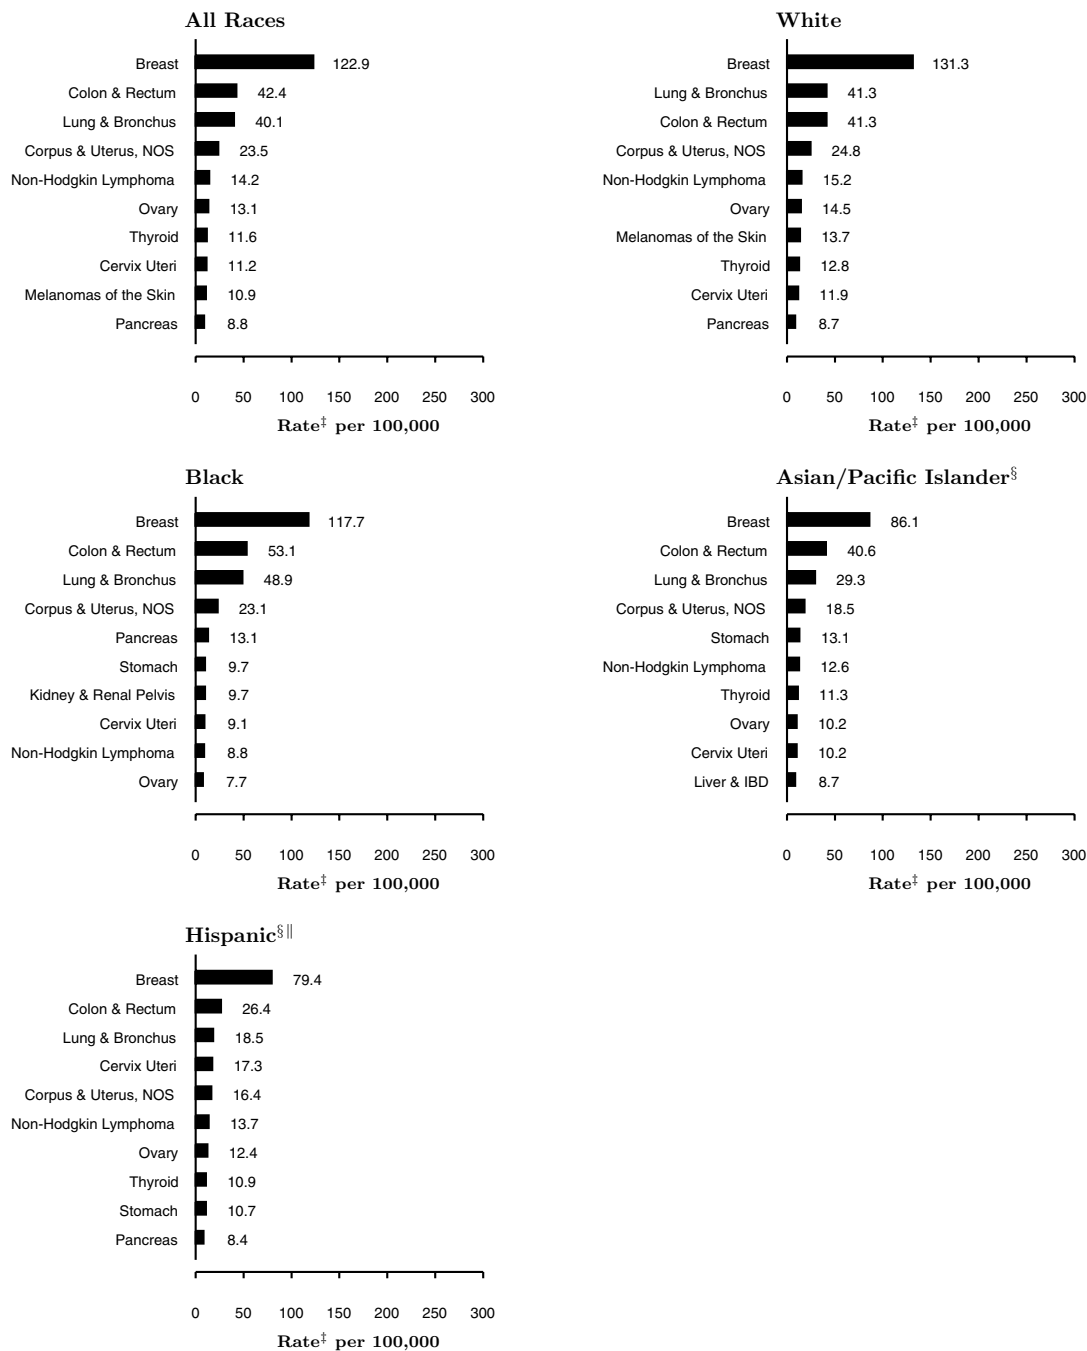 All Races
Breast 122.9
Colon & Rectum 42.4
Lung & Bronchus 40.1
Corpus & Uterus, NOS 23.5
Non-Hodgkin Lymphoma 14.2
Ovary 13.1
Thyroid 11.6
Cervix Uteri 11.2
Melanomas of the Skin 10.9
Pancreas 8.8
0 50 100 150 200 250 300
Rate‡ per 100,000
White
Breast 131.3
Lung & Bronchus 41.3
Colon & Rectum 41.3
Corpus & Uterus, NOS 24.8
Non-Hodgkin Lymphoma 15.2
Ovary 14.5
Melanomas of the Skin 13.7
Thyroid 12.8
Cervix Uteri 11.9
Pancreas 8.7
0 50 100 150 200 250 300
Rate‡ per 100,000
Black
Breast 117.7
Colon & Rectum 53.1
Lung & Bronchus 48.9
Corpus & Uterus, NOS 23.1
Pancreas 13.1
Stomach 9.7
Kidney & Renal Pelvis 9.7
Cervix Uteri 9.1
Non-Hodgkin Lymphoma 8.8
Ovary 7.7
0 50 100 150 200 250 300
Rate‡ per 100,000
Asian/Pacific Islander§
Breast 86.1
Colon & Rectum 40.6
Lung & Bronchus 29.3
Corpus & Uterus, NOS 18.5
Stomach 13.1
Non-Hodgkin Lymphoma 12.6
Thyroid 11.3
Ovary 10.2
Cervix Uteri 10.2
Liver & IBD 8.7
0 50 100 150 200 250 300
Rate‡ per 100,000
Hispanic§‖
Breast 79.4
Colon & Rectum 26.4
Lung & Bronchus 18.5
Cervix Uteri 17.3
Corpus & Uterus, NOS 16.4
Non-Hodgkin Lymphoma 13.7
Ovary 12.4
Thyroid 10.9
Stomach 10.7
Pancreas 8.4
0 50 100 150 200 250 300
Rate‡ per 100,000